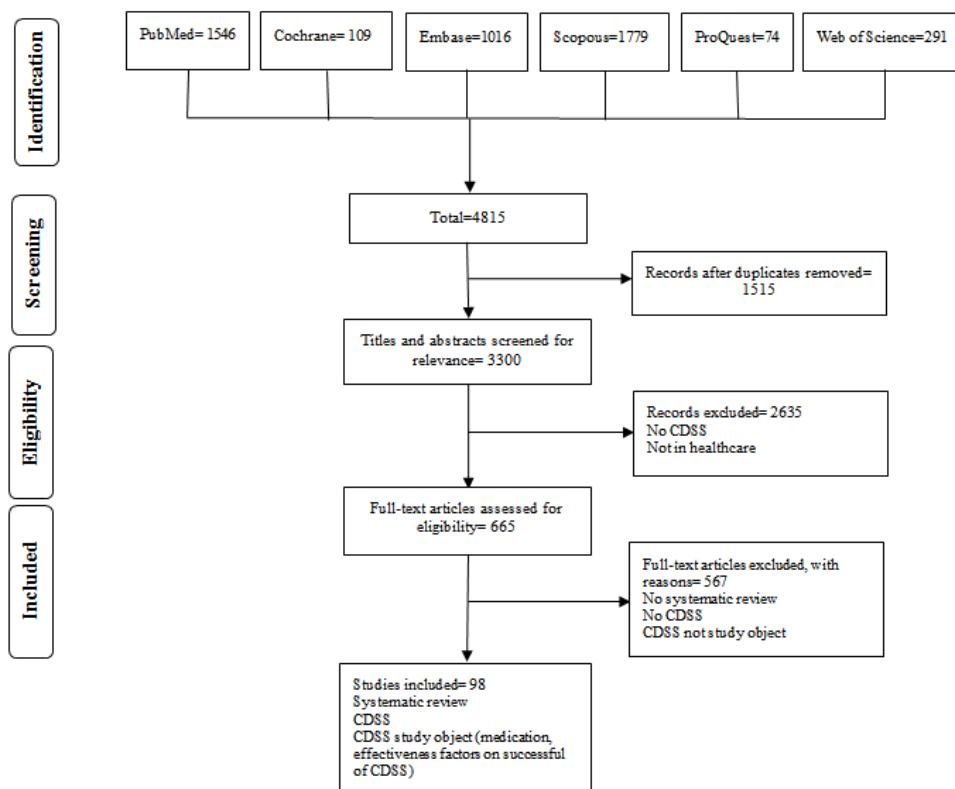 PubMed= 1546
Cochrane= 109
Embase=1016
Scopous=1779
ProQuest=74
Web of Science=291
Identification
Total=4815
Screening
Records after duplicates removed=
1515
Titles and abstracts screened for
relevance= 3300
Eligibility
Records excluded= 2635
No CDSS
Not in healthcare
Full-text articles assessed for
eligibility= 665
Included
Full-text articles excluded, with
reasons= 567
No systematic review
No CDSS
CDSS not study object
Studies included= 98
Systematic review
CDSS
CDSS study object (medication,
effectiveness factors on successful
of CDSS)